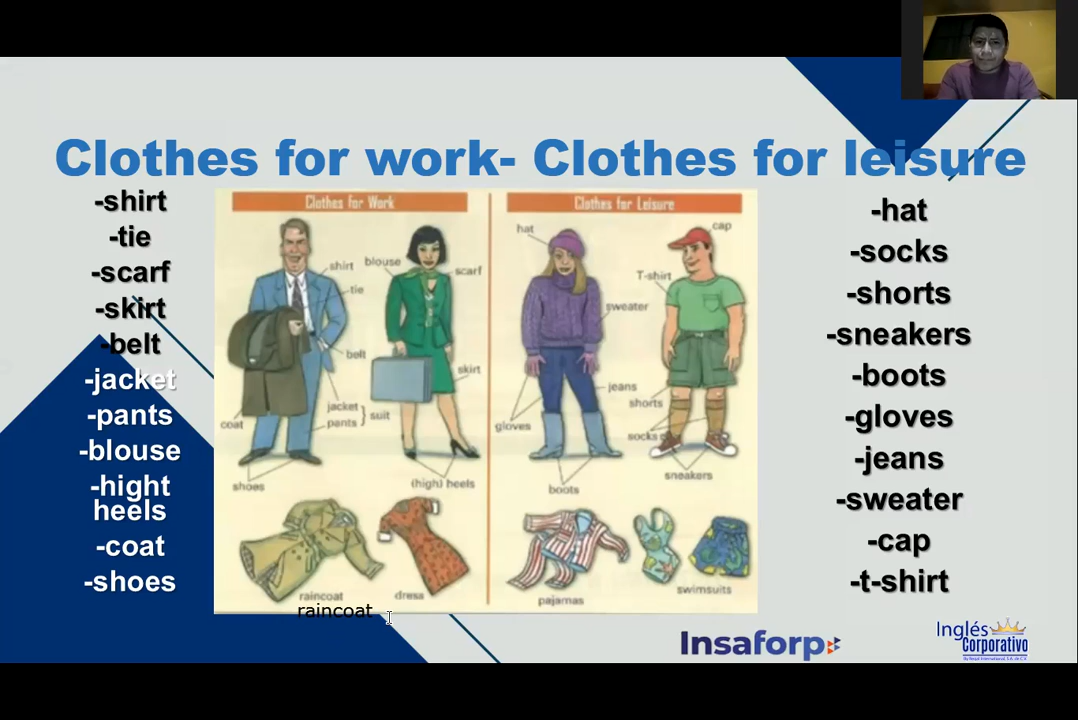 Clothes for work- Clothes for leisure
-shirt
-tie
-scarf
-skirt
-belt
-jacket
-pants
-blouse
-hight
heels
-coat
-shoes
Clothes for Work
shirt
blouse
scarf
tie
belt
skirt
jacket
pants } suit
coat
shoes
(high) heels
raincoat
dress
raincoat
Clothes for Leisure
hat
cap
T-shirt
sweater
jeans
shorts
gloves
socks
sneakers
boots
pajamas
swimsuits
-hat
-socks
-shorts
-sneakers
-boots
-gloves
-jeans
-sweater
-cap
-t-shirt
Insaforp
Inglés
Corporativo